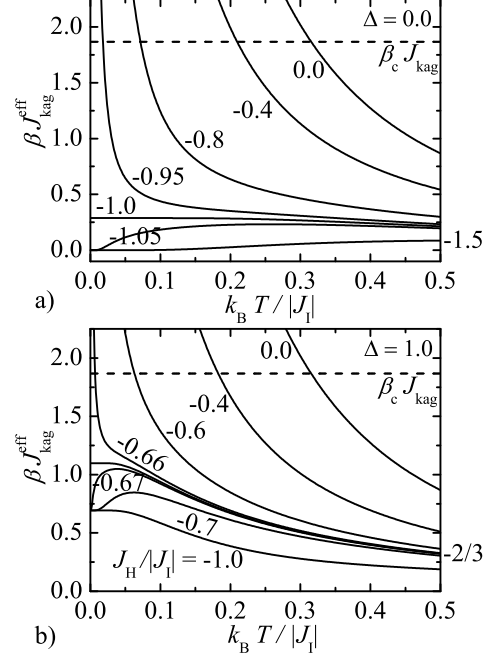 Δ = 0.0
β_c J_kag
0.0
-0.4
-0.8
-0.95
-1.0
-1.05
-1.5
2.0
1.5
1.0
0.5
0.0
β J_kag^eff
0.0 0.1 0.2 0.3 0.4 0.5
a)
k_B T / |J_I|
Δ = 1.0
β_c J_kag
0.0
-0.4
-0.6
-0.66
-0.67
-0.7
-2/3
J_H/|J_I| = -1.0
2.0
1.5
1.0
0.5
0.0
β J_kag^eff
0.0 0.1 0.2 0.3 0.4 0.5
b)
k_B T / |J_I|